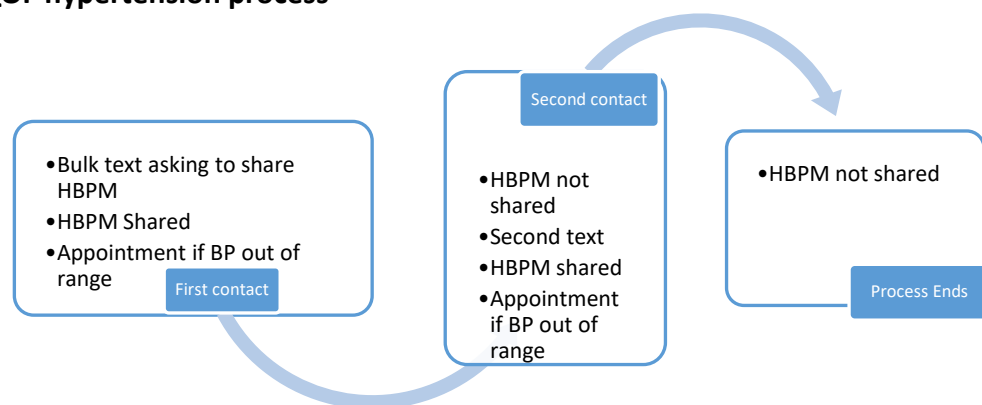 hypertension process
•Bulk text asking to share
HBPM
•HBPM Shared
•Appointment if BP out of
range
First contact
Second contact
•HBPM not
shared
•Second text
•HBPM shared
•Appointment
if BP out of
range
•HBPM not shared
Process Ends